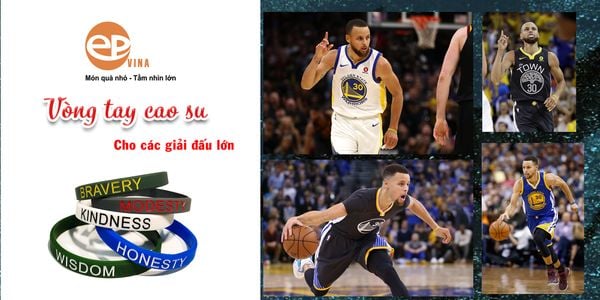 ep
VINA
Món quà nhỏ - Tầm nhìn lớn
Vòng tay cao su
Cho các giải đấu lớn
BRAVERY
MODESTY
KINDNESS
HONESTY
WISDOM
30
TOWN
30